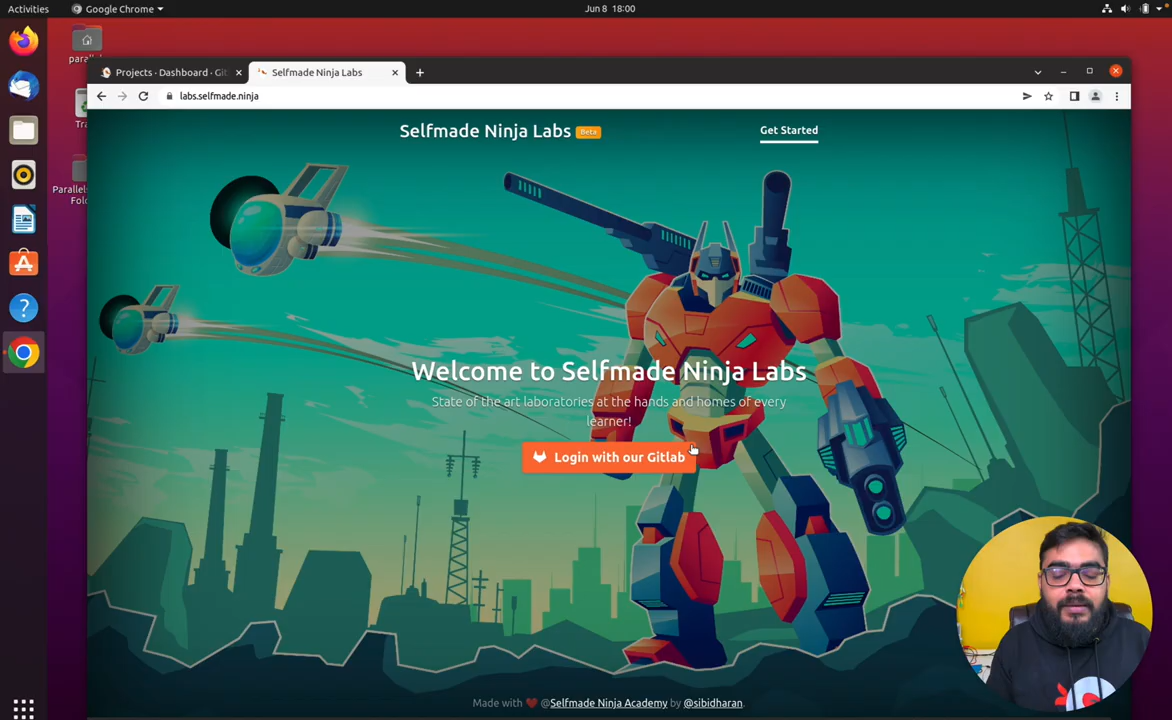 Activities
Google Chrome
Jun 8 18:00
Projects · Dashboard · Git
Selfmade Ninja Labs
labs.selfmade.ninja
Selfmade Ninja Labs Beta
Get Started
Welcome to Selfmade Ninja Labs
State of the art laboratories at the hands and homes of every
learner!
Login with our Gitlab
Made with ❤️ @Selfmade Ninja Academy by @sibidharan.